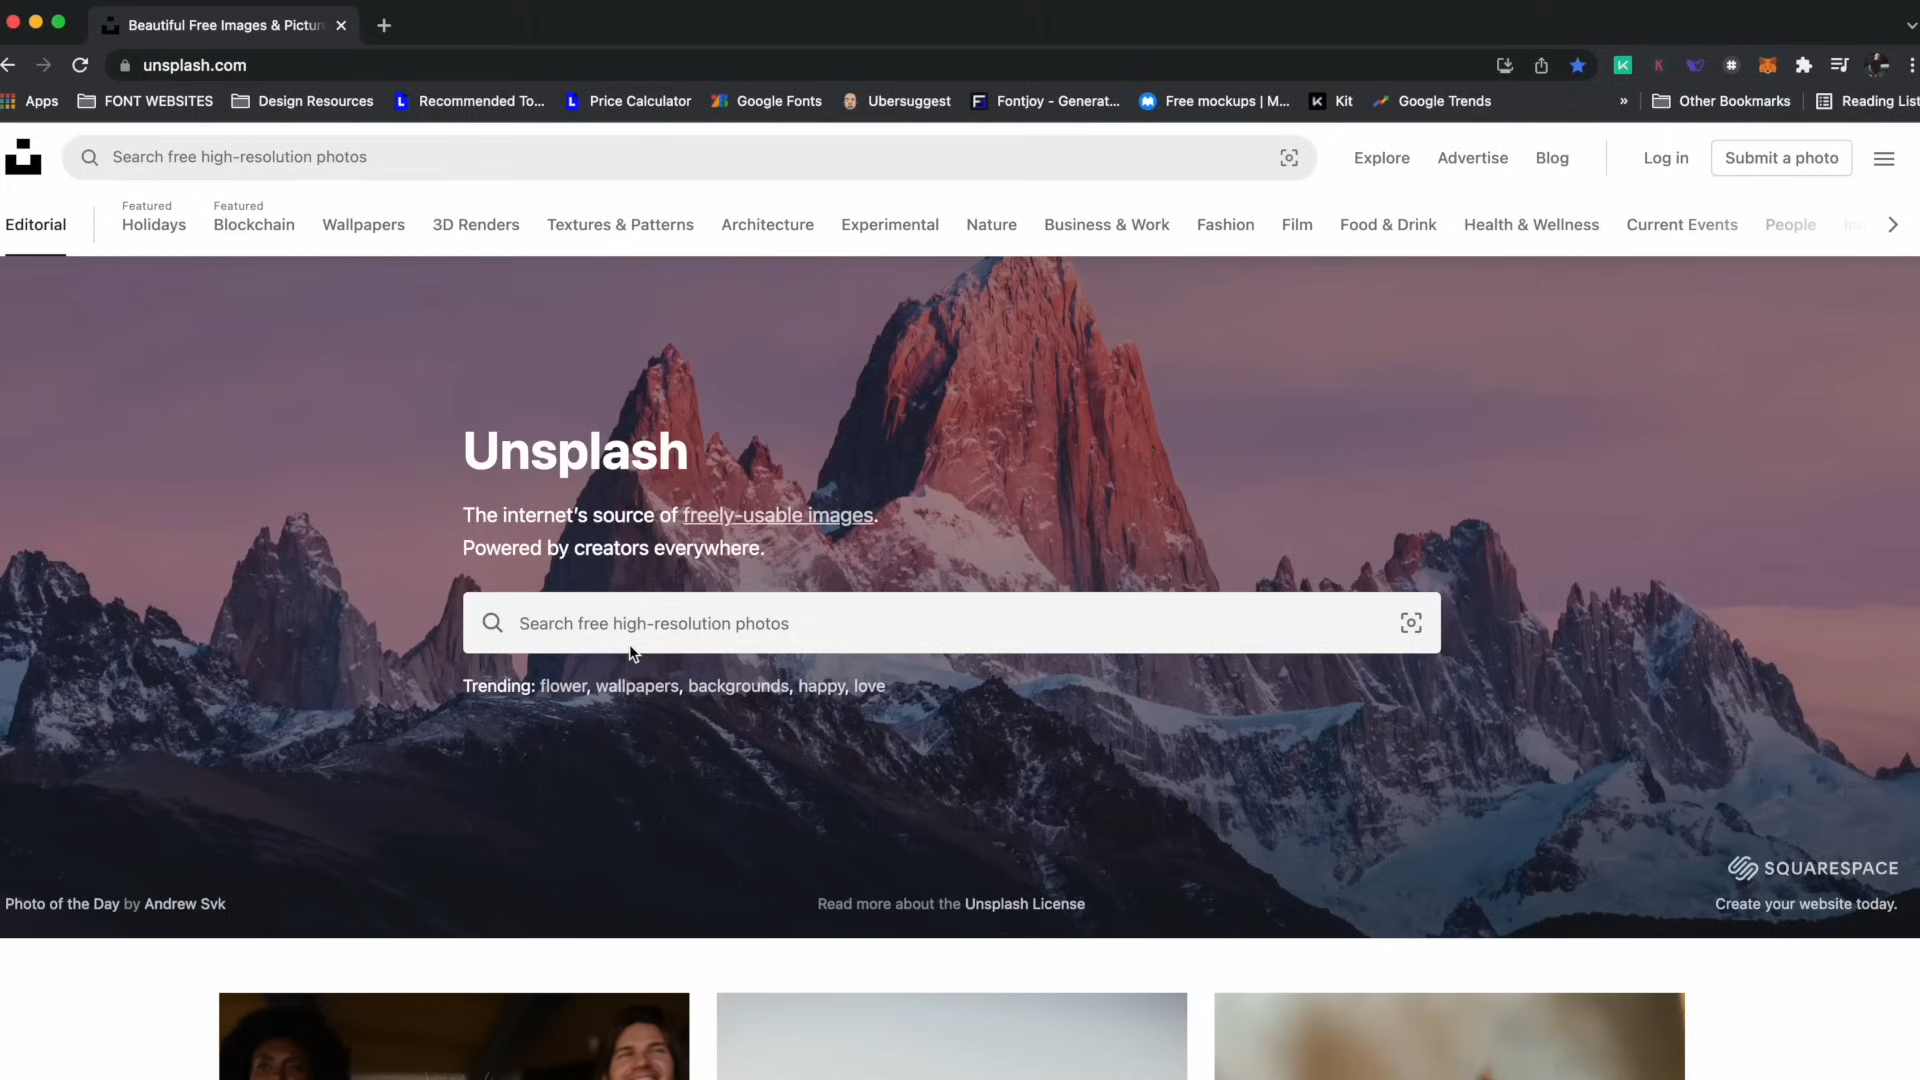 Beautiful Free Images & Pictur
unsplash.com
Apps FONT WEBSITES Design Resources Recommended To... Price Calculator Google Fonts Ubersuggest Fontjoy - Generat... Free mockups | M... Kit Google Trends » Other Bookmarks Reading List
Search free high-resolution photos Explore Advertise Blog Log in Submit a photo
Featured Featured
Editorial Holidays Blockchain Wallpapers 3D Renders Textures & Patterns Architecture Experimental Nature Business & Work Fashion Film Food & Drink Health & Wellness Current Events People
Unsplash
The internet's source of freely-usable images.
Powered by creators everywhere.
Search free high-resolution photos
Trending: flower, wallpapers, backgrounds, happy, love
SQUARESPACE
Photo of the Day by Andrew Svk Read more about the Unsplash License Create your website today.